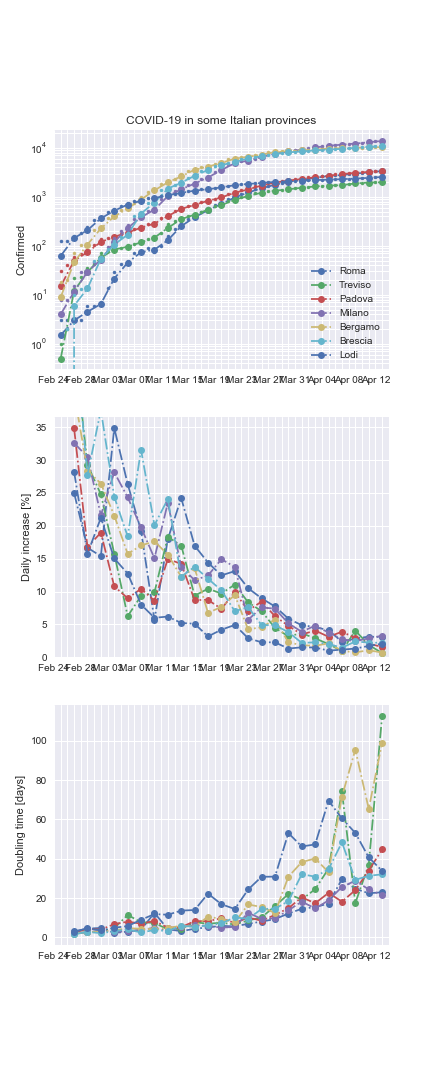 COVID-19 in some Italian provinces
Confirmed
10^4
10^3
10^2
10^1
10^0
Roma
Treviso
Padova
Milano
Bergamo
Brescia
Lodi
Feb 24 Feb 28 Mar 03 Mar 07 Mar 11 Mar 15 Mar 19 Mar 23 Mar 27 Mar 31 Apr 04 Apr 08 Apr 12
Daily increase [%]
35
30
25
20
15
10
5
0
Feb 24 Feb 28 Mar 03 Mar 07 Mar 11 Mar 15 Mar 19 Mar 23 Mar 27 Mar 31 Apr 04 Apr 08 Apr 12
Doubling time [days]
100
80
60
40
20
0
Feb 24 Feb 28 Mar 03 Mar 07 Mar 11 Mar 15 Mar 19 Mar 23 Mar 27 Mar 31 Apr 04 Apr 08 Apr 12